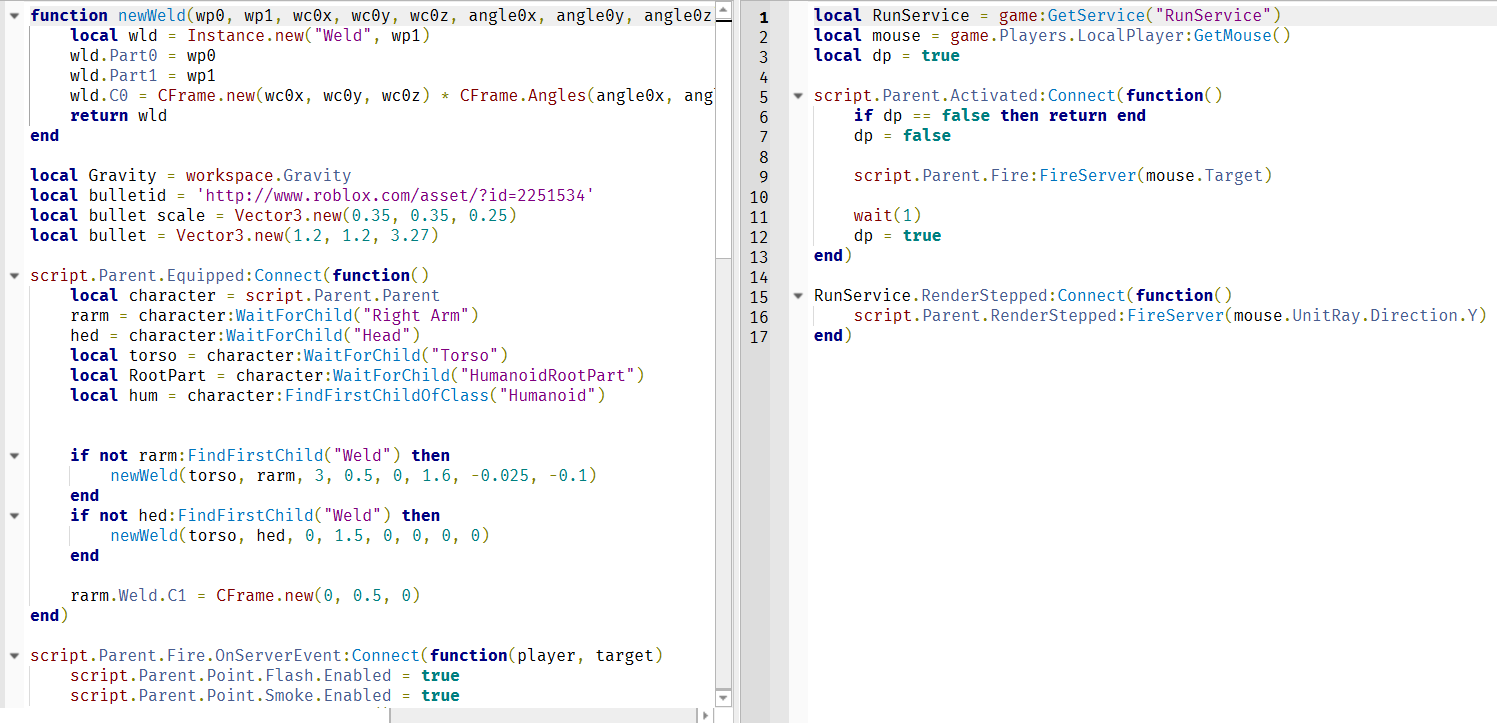 function newWeld(wp0, wp1, wc0x, wc0y, wc0z, angle0x, angle0y, angle0z
local wld = Instance.new("Weld", wp1)
wld.Part0 = wp0
wld.Part1 = wp1
wld.C0 = CFrame.new(wc0x, wc0y, wc0z) * CFrame.Angles(angle0x, ang
return wld
end
local Gravity = workspace.Gravity
local bulletid = 'http://www.roblox.com/asset/?id=2251534'
local bullet scale = Vector3.new(0.35, 0.35, 0.25)
local bullet = Vector3.new(1.2, 1.2, 3.27)
script.Parent.Equipped:Connect(function()
local character = script.Parent.Parent
rarm = character:WaitForChild("Right Arm")
hed = character:WaitForChild("Head")
local torso = character:WaitForChild("Torso")
local RootPart = character:WaitForChild("HumanoidRootPart")
local hum = character:FindFirstChildOfClass("Humanoid")
if not rarm:FindFirstChild("Weld") then
newWeld(torso, rarm, 3, 0.5, 0, 1.6, -0.025, -0.1)
end
if not hed:FindFirstChild("Weld") then
newWeld(torso, hed, 0, 1.5, 0, 0, 0, 0)
end
rarm.Weld.C1 = CFrame.new(0, 0.5, 0)
end)
script.Parent.Fire.OnServerEvent:Connect(function(player, target)
script.Parent.Point.Flash.Enabled = true
script.Parent.Point.Smoke.Enabled = true
1 local RunService = game:GetService("RunService")
2 local mouse = game.Players.LocalPlayer:GetMouse()
3 local dp = true
4
5 script.Parent.Activated:Connect(function()
6 if dp == false then return end
7 dp = false
8
9 script.Parent.Fire:FireServer(mouse.Target)
10
11 wait(1)
12 dp = true
13 end)
14
15 RunService.RenderStepped:Connect(function()
16 script.Parent.RenderStepped:FireServer(mouse.UnitRay.Direction.Y)
17 end)